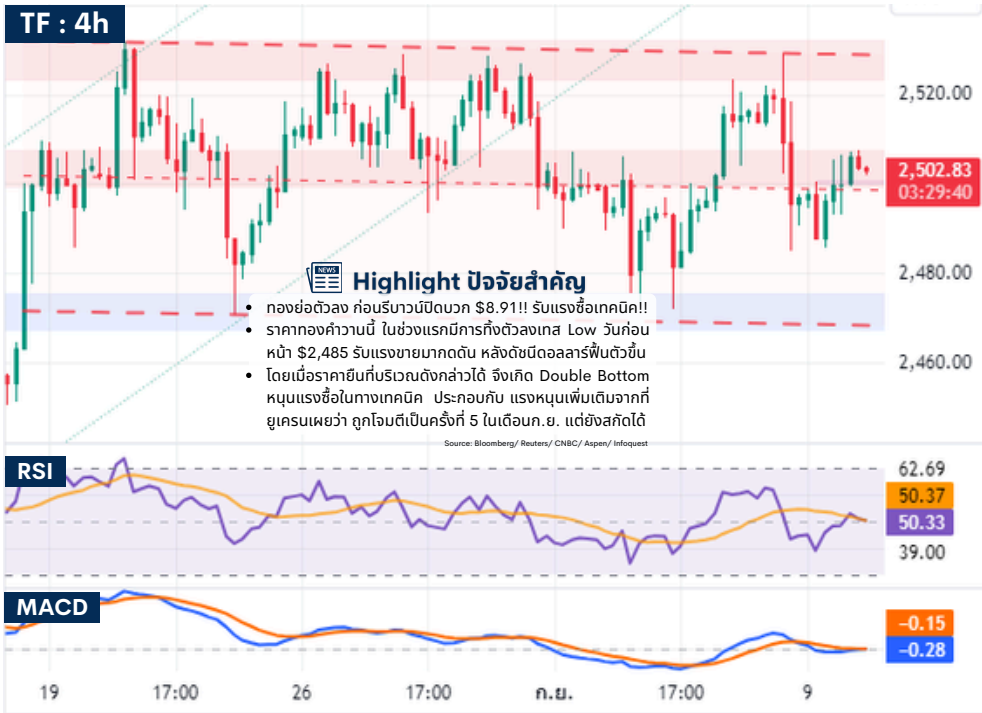 TF : 4h
2,520.00
2,502.83
03:29:40
2,480.00
NEWS
Highlight ปัจจัยสำคัญ
• ทองย่อตัวลง ก่อนรีบาวน์ปิดบวก $8.91!! รับแรงซื้อเทคนิค!!
• ราคาทองคำวานนี้ ในช่วงแรกมีการทิ้งตัวลงเทส Low วันก่อน
หน้า $2,485 รับแรงขายมากดดัน หลังดัชนีดอลลาร์ฟื้นตัวขึ้น
2,460.00
• โดยเมื่อราคายืนที่บริเวณดังกล่าวได้ จึงเกิด Double Bottom
หนุนแรงซื้อในทางเทคนิค ประกอบกับ แรงหนุนเพิ่มเติมจากที่
ยูเครนเผยว่า ถูกโจมตีเป็นครั้งที่ 5 ในเดือนก.ย. แต่ยังสกัดได้
Source: Bloomberg/ Reuters/ CNBC/ Aspen/ Infoquest
RSI
62.69
50.37
50.33
39.00
MACD
−0.15
−0.28
19 17:00 26 17:00 ก.ย. 17:00 9